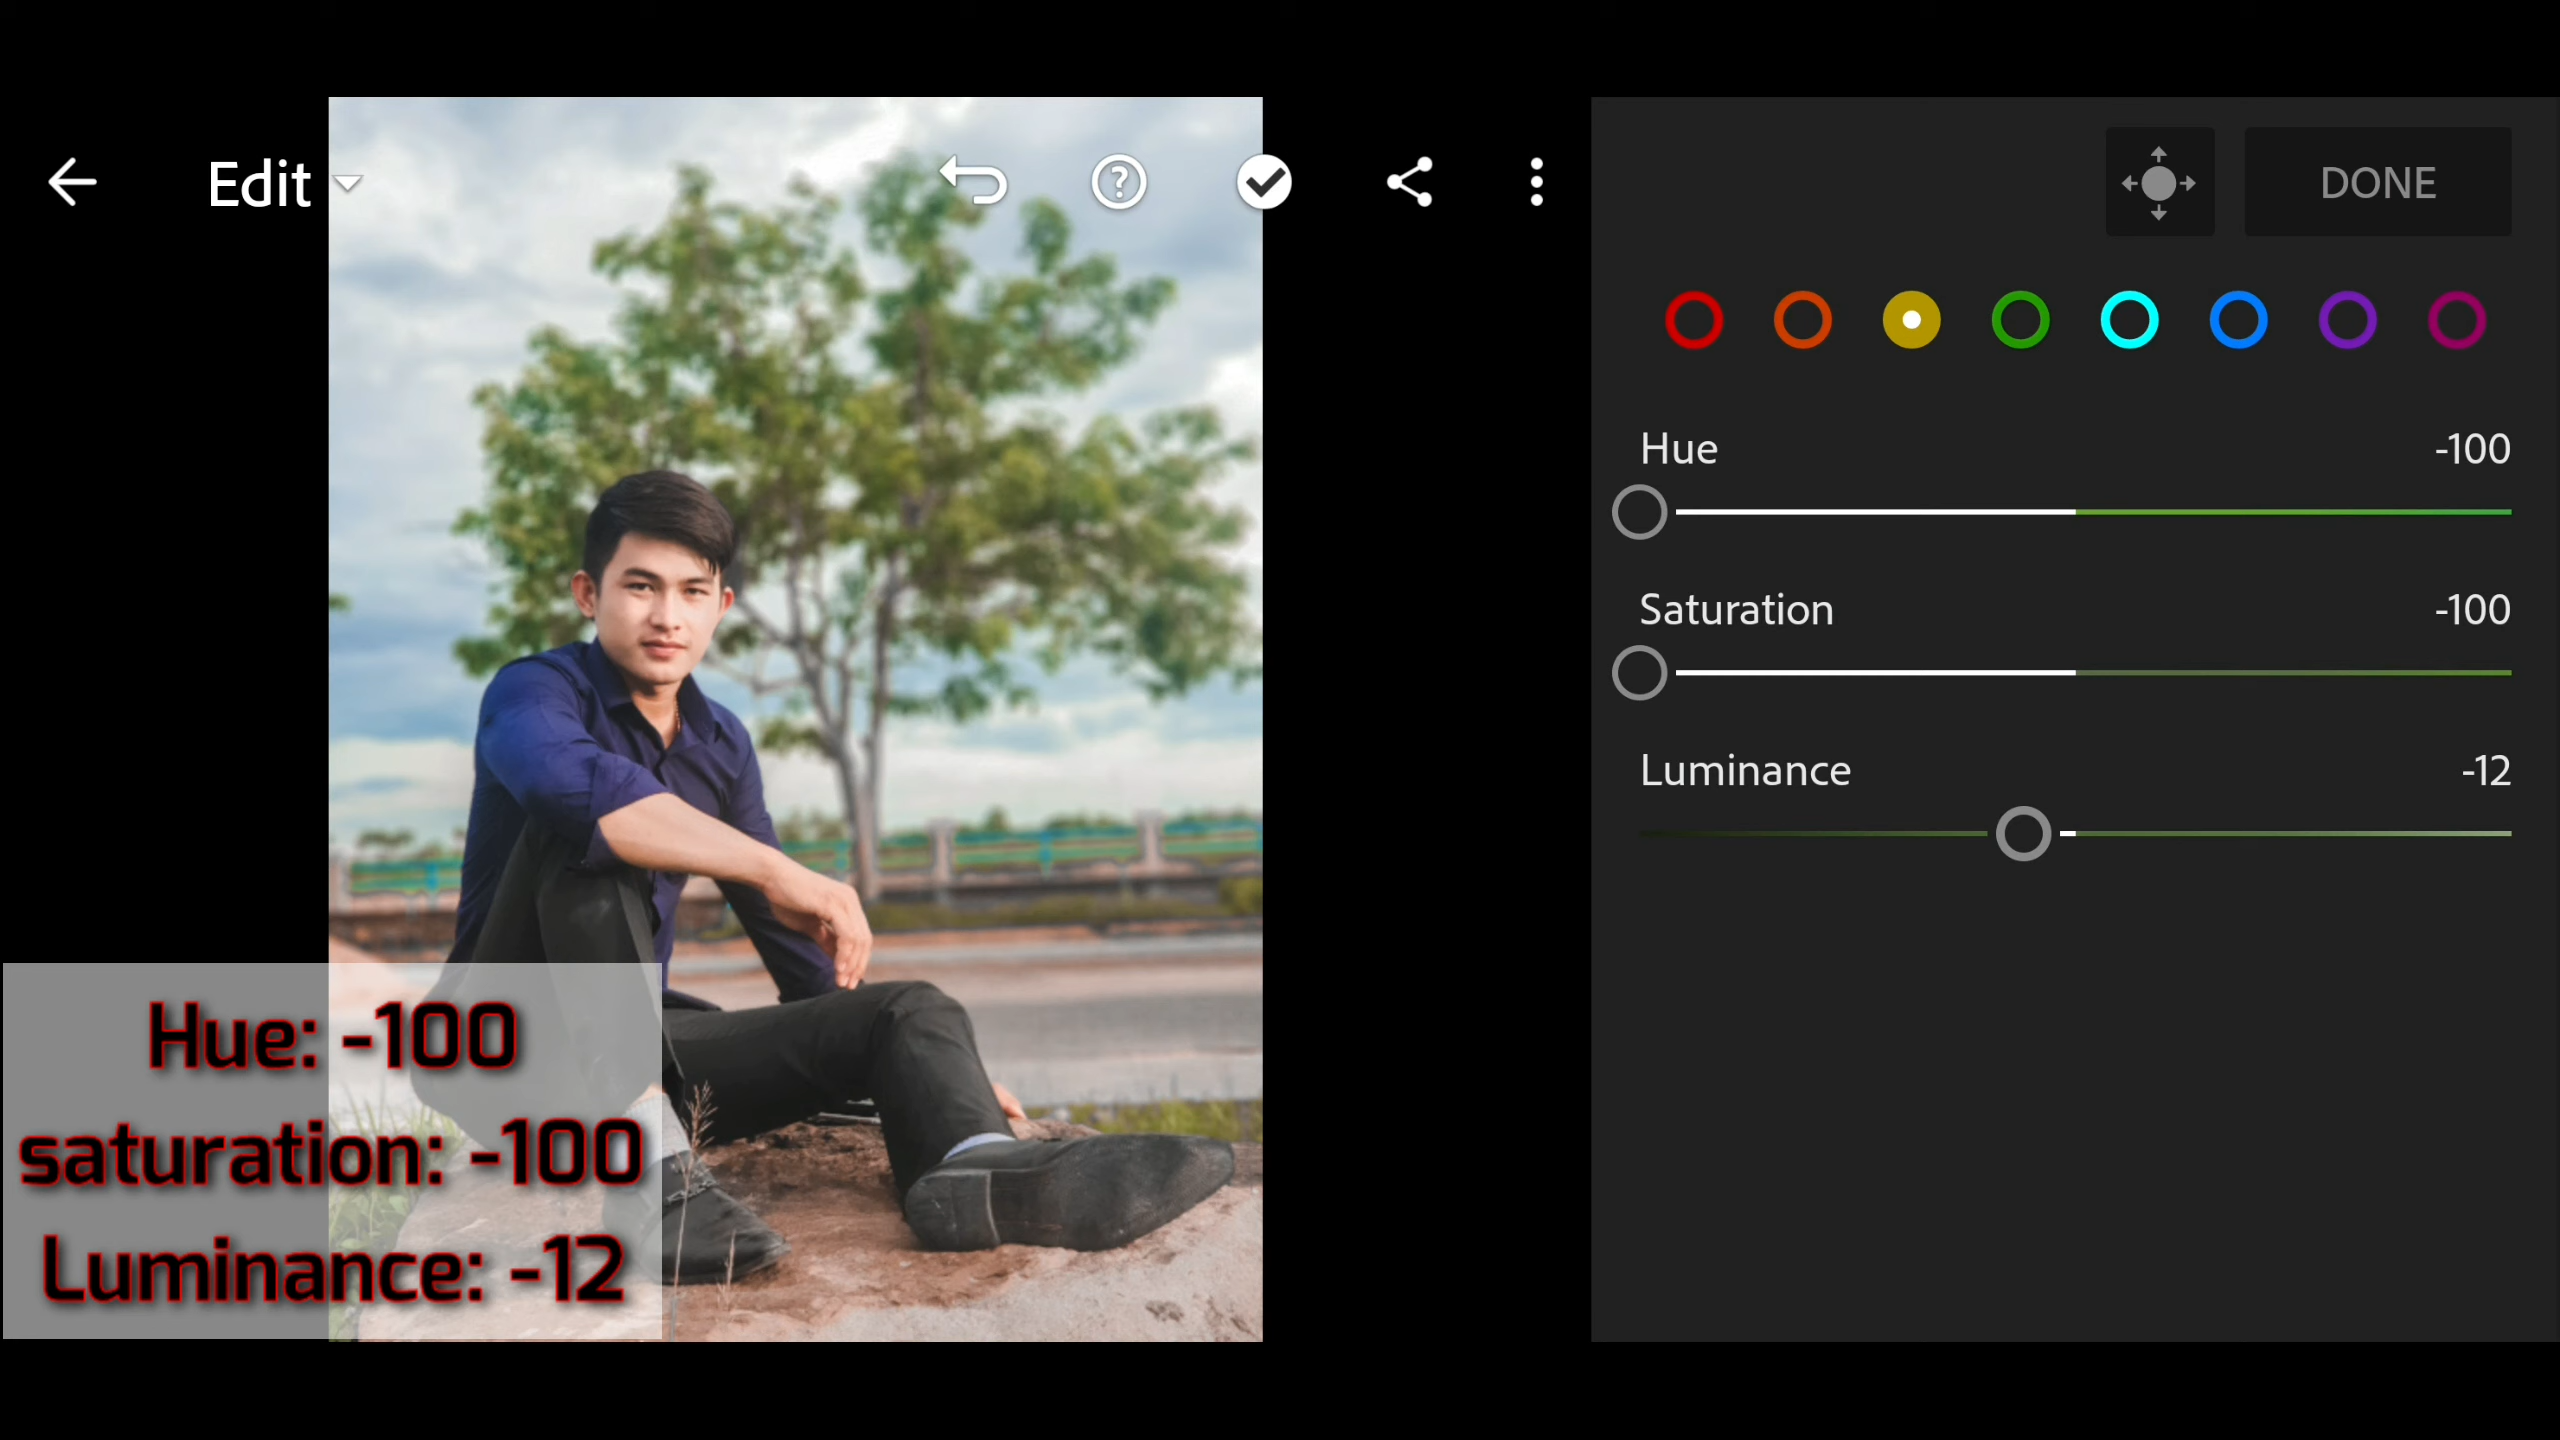 Edit
DONE
Hue -100
Saturation -100
Luminance -12
Hue: -100
saturation: -100
Luminance: -12